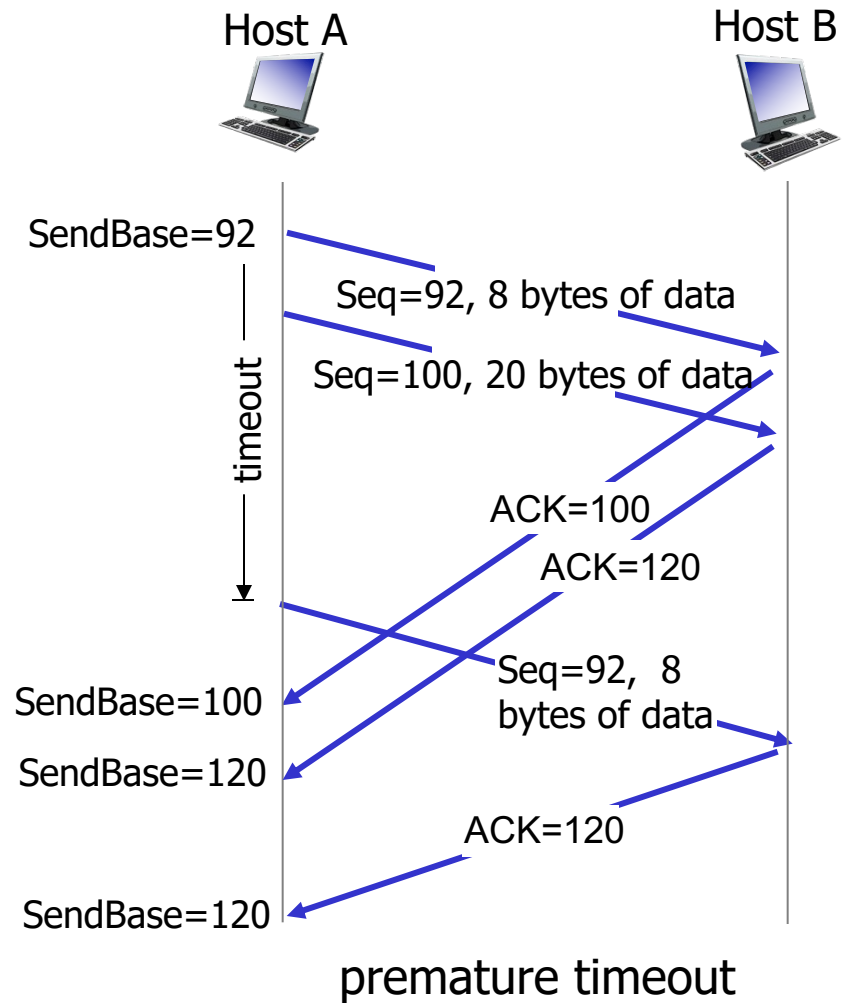 Host A
Host B
SendBase=92
Seq=92, 8 bytes of data
Seq=100, 20 bytes of data
timeout
ACK=100
ACK=120
Seq=92, 8
bytes of data
SendBase=100
SendBase=120
ACK=120
SendBase=120
premature timeout